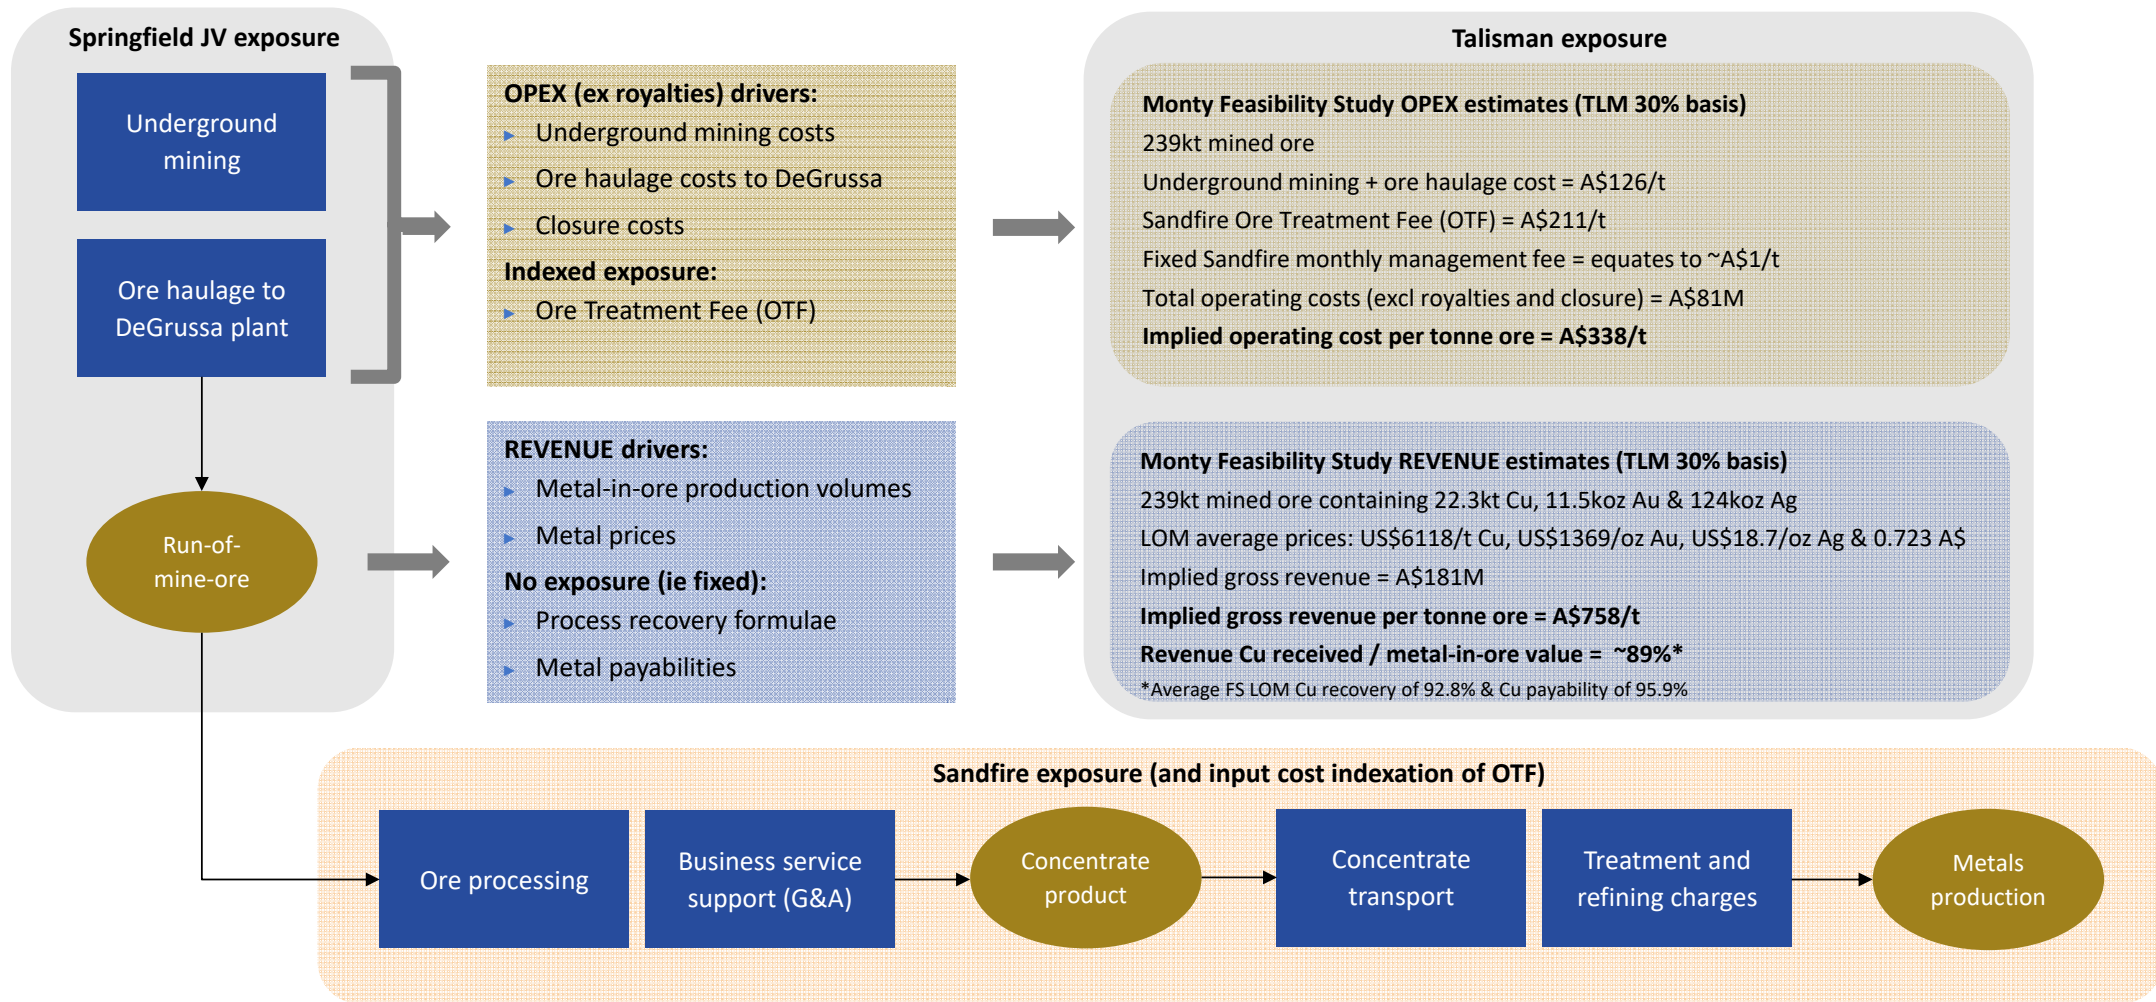 Springfield JV exposure
Underground
mining
Ore haulage to
DeGrussa plant
Run-of-
mine-ore
OPEX (ex royalties) drivers:
► Underground mining costs
► Ore haulage costs to DeGrussa
► Closure costs
Indexed exposure:
► Ore Treatment Fee (OTF)
REVENUE drivers:
► Metal-in-ore production volumes
► Metal prices
No exposure (ie fixed):
► Process recovery formulae
► Metal payabilities
Talisman exposure
Monty Feasibility Study OPEX estimates (TLM 30% basis)
239kt mined ore
Underground mining + ore haulage cost = A$126/t
Sandfire Ore Treatment Fee (OTF) = A$211/t
Fixed Sandfire monthly management fee = equates to ~A$1/t
Total operating costs (excl royalties and closure) = A$81M
Implied operating cost per tonne ore = A$338/t
Monty Feasibility Study REVENUE estimates (TLM 30% basis)
239kt mined ore containing 22.3kt Cu, 11.5koz Au & 124koz Ag
LOM average prices: US$6118/t Cu, US$1369/oz Au, US$18.7/oz Ag & 0.723 A$
Implied gross revenue = A$181M
Implied gross revenue per tonne ore = A$758/t
Revenue Cu received / metal-in-ore value = ~89%*
*Average FS LOM Cu recovery of 92.8% & Cu payability of 95.9%
Sandfire exposure (and input cost indexation of OTF)
Ore processing
Business service
support (G&A)
Concentrate
product
Concentrate
transport
Treatment and
refining charges
Metals
production